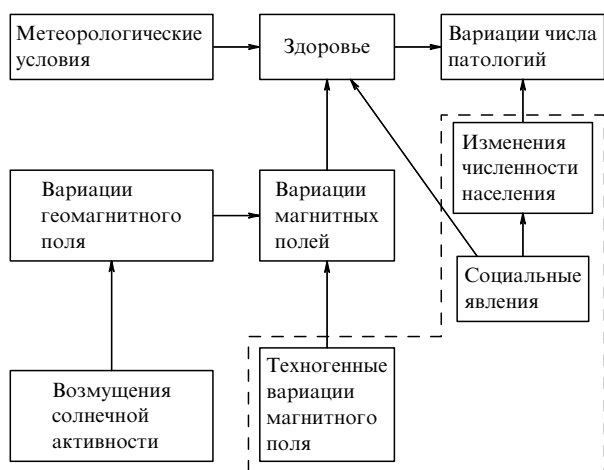 Метеорологические
условия
Здоровье
Вариации числа
патологий
Изменения
численности
населения
Вариации
геомагнитного
поля
Вариации
магнитных
полей
Социальные
явления
Возмущения
солнечной
активности
Техногенные
вариации
магнитного
поля